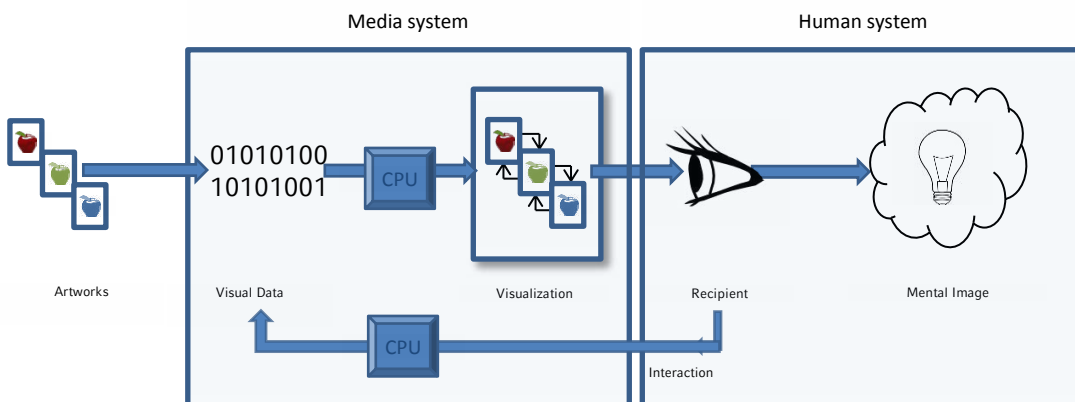 Media system
Human system
01010100
10101001
CPU
Artworks
Visual Data
Visualization
Recipient
Mental Image
CPU
Interaction